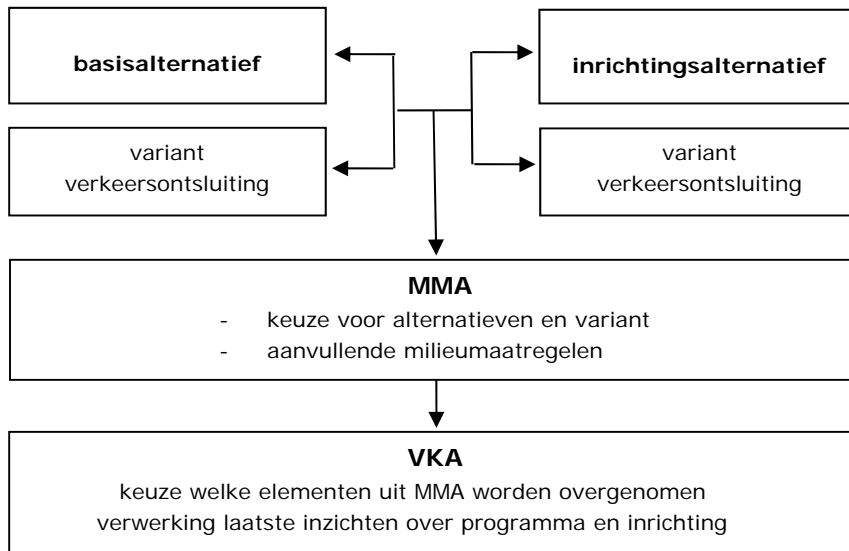 basisalternatief
inrichtingsalternatief
variant
verkeersontsluiting
variant
verkeersontsluiting
MMA
- keuze voor alternatieven en variant
- aanvullende milieumaatregelen
VKA
keuze welke elementen uit MMA worden overgenomen
verwerking laatste inzichten over programma en inrichting